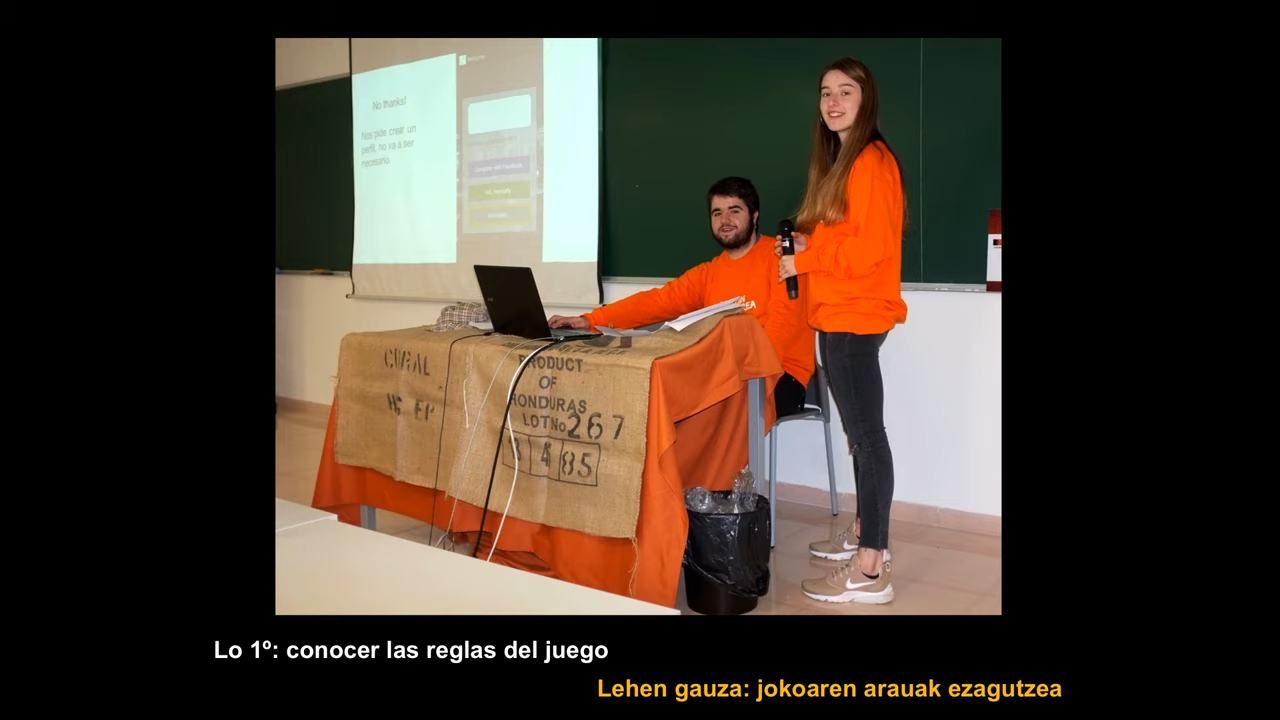 No thanks!
Nos pide crear un
perfil, no va a ser
necesario.
PRODUCT
OF
HONDURAS
LOT No 267
3 4 85
Lo 1º: conocer las reglas del juego
Lehen gauza: jokoaren arauak ezagutzea